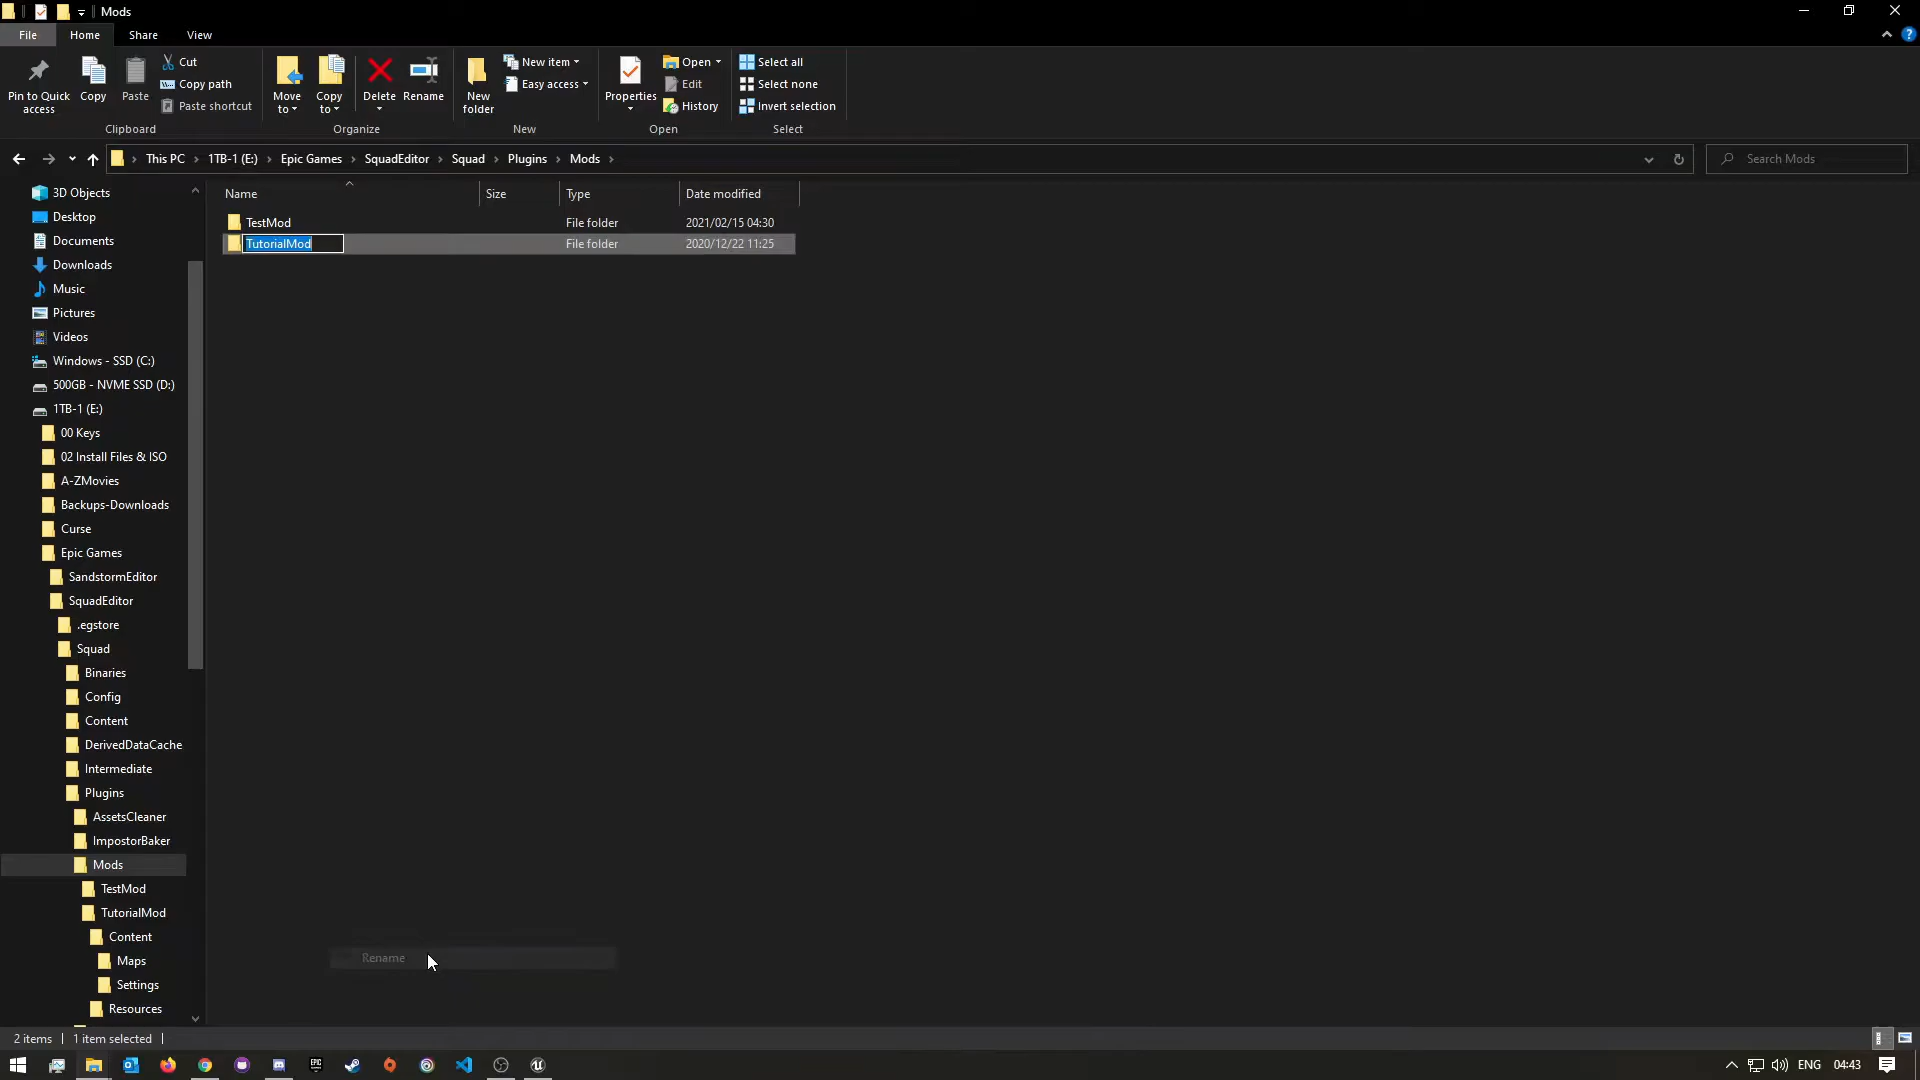 Mods
File
Home
Share
View
Pin to Quick access
Copy
Paste
Cut
Copy path
Paste shortcut
Clipboard
Move to
Copy to
Delete
Rename
Organize
New folder
New item
Easy access
New
Properties
Open
Edit
History
Open
Select all
Select none
Invert selection
Select
This PC
1TB-1 (E:)
Epic Games
SquadEditor
Squad
Plugins
Mods
Search Mods
3D Objects
Desktop
Documents
Downloads
Music
Pictures
Videos
Windows - SSD (C:)
500GB - NVME SSD (D:)
1TB-1 (E:)
00 Keys
02 Install Files & ISO
A-ZMovies
Backups-Downloads
Curse
Epic Games
SandstormEditor
SquadEditor
.egstore
Squad
Binaries
Config
Content
DerivedDataCache
Intermediate
Plugins
AssetsCleaner
ImpostorBaker
Mods
TestMod
TutorialMod
Content
Maps
Settings
Resources
Name Size Type Date modified
TestMod File folder 2021/02/15 04:30
TutorialMod File folder 2020/12/22 11:25
Rename
2 items 1 item selected
EPIC
ENG 04:43